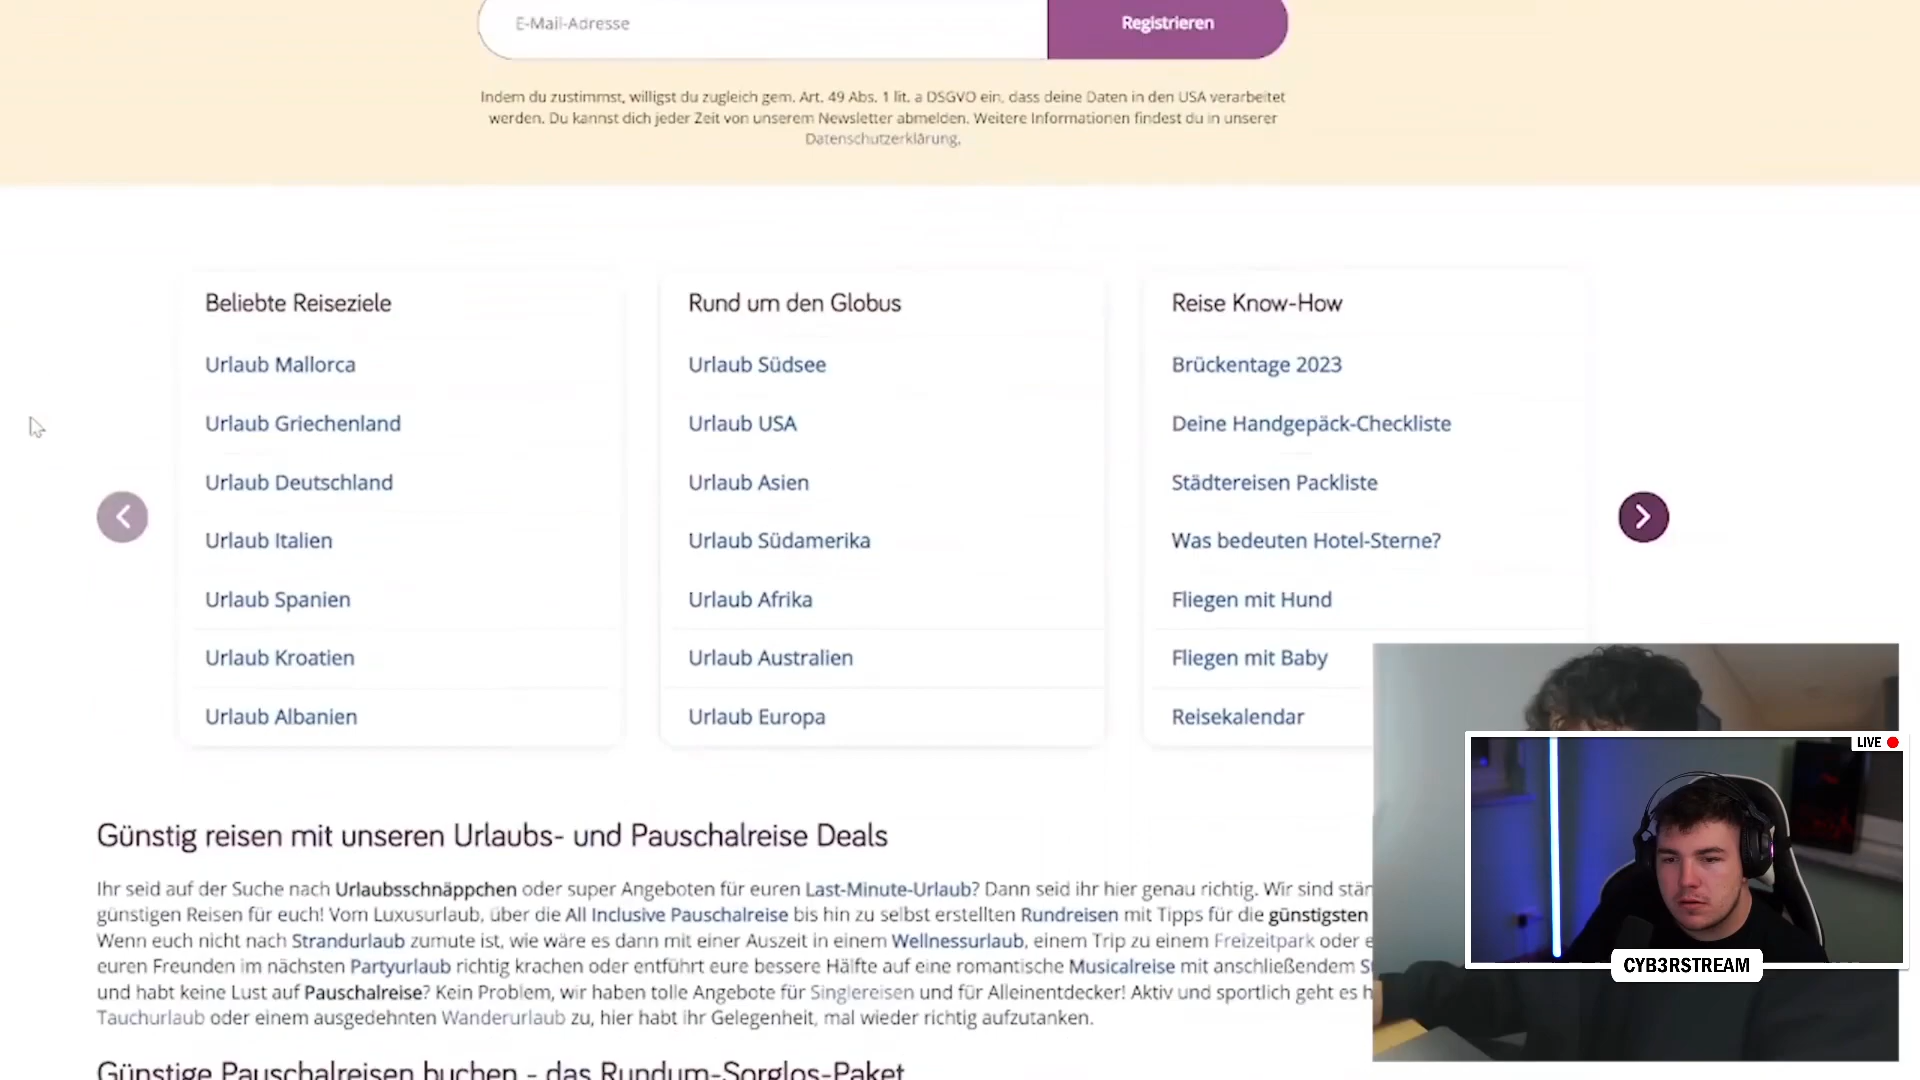 E-Mail-Adresse
Registrieren
Indem du zustimmst, willigst du zugleich gem. Art. 49 Abs. 1 lit. a DSGVO ein, dass deine Daten in den USA verarbeitet
werden. Du kannst dich jeder Zeit von unserem Newsletter abmelden. Weitere Informationen findest du in unserer
Datenschutzerklärung.
Beliebte Reiseziele
Urlaub Mallorca
Urlaub Griechenland
Urlaub Deutschland
Urlaub Italien
Urlaub Spanien
Urlaub Kroatien
Urlaub Albanien
Rund um den Globus
Urlaub Südsee
Urlaub USA
Urlaub Asien
Urlaub Südamerika
Urlaub Afrika
Urlaub Australien
Urlaub Europa
Reise Know-How
Brückentage 2023
Deine Handgepäck-Checkliste
Städtereisen Packliste
Was bedeuten Hotel-Sterne?
Fliegen mit Hund
Fliegen mit Baby
Reisekalendar
Günstig reisen mit unseren Urlaubs- und Pauschalreise Deals
Ihr seid auf der Suche nach Urlaubsschnäppchen oder super Angeboten für euren Last-Minute-Urlaub? Dann seid ihr hier genau richtig. Wir sind
günstigen Reisen für euch! Vom Luxusurlaub, über die All Inclusive Pauschalreise bis hin zu selbst erstellten Rundreisen mit Tipps für die günstigsten
Wenn euch nicht nach Strandurlaub zumute ist, wie wäre es dann mit einer Auszeit in einem Wellnessurlaub, einem Trip zu einem Freizeitpark oder
euren Freunden im nächsten Partyurlaub richtig krachen oder entführt eure bessere Hälfte auf eine romantische Musicalreise mit anschließendem
und habt keine Lust auf Pauschalreise? Kein Problem, wir haben tolle Angebote für Singlereisen und für Alleinentdecker! Aktiv und sportlich geht es
Tauchurlaub oder einem ausgedehnten Wanderurlaub zu, hier habt ihr Gelegenheit, mal wieder richtig aufzutanken.
Günstige Pauschalreisen buchen - das Rundum-Sorglos-Paket
LIVE
CYB3RSTREAM